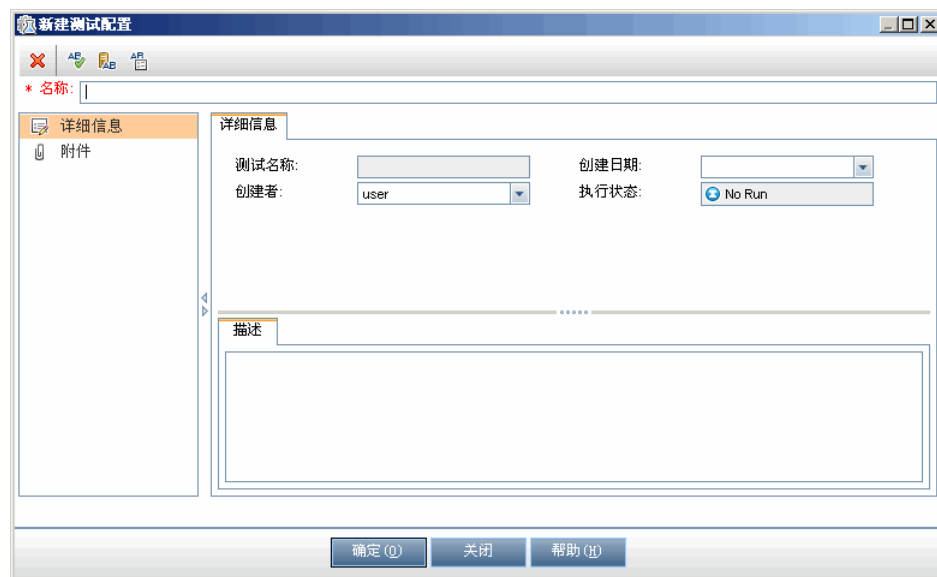 新建测试配置
* 名称:
详细信息
附件
详细信息
测试名称:
创建日期:
创建者:
user
执行状态:
No Run
描述
确定(O)
关闭
帮助(H)